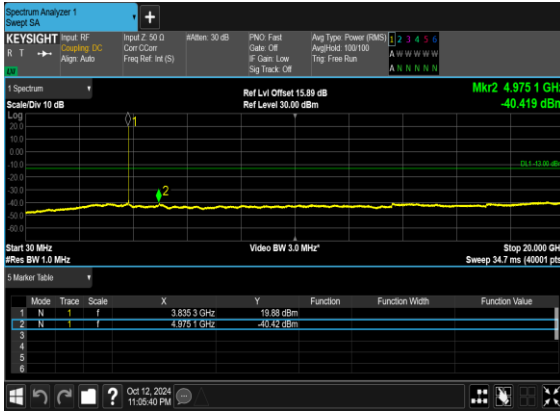 Spectrum Analyzer 1
Swept SA
+
KEYSIGHT Input: RF Input Z: 50 Ω #Atten: 30 dB PNO: Fast Avg Type: Power (RMS) 1 2 3 4 5 6
R T Coupling: DC Corr CCorr Gate: Off Avg|Hold: 100/100 A W W W W W
Align: Auto Freq Ref: Int (S) IF Gain: Low Trig: Free Run
Sig Track: Off A N N N N N
1 Spectrum Ref Lvl Offset 15.89 dB Mkr2 4.975 1 GHz
Scale/Div 10 dB Ref Level 30.00 dBm -40.419 dBm
Log
1
20.0
10.0
0.00
-10.0 DL1 -13.00 dBm
-20.0
-30.0
2
-40.0
-50.0
-60.0
Start 30 MHz Video BW 3.0 MHz* Stop 20.000 GH
#Res BW 1.0 MHz Sweep 34.7 ms (40001 pts
5 Marker Table
Mode Trace Scale X Y Function Function Width Function Value
1 N 1 f 3.835 3 GHz 19.88 dBm
2 N 1 f 4.975 1 GHz -40.42 dBm
3
4
5
6
? Oct 12, 2024
11:05:40 PM